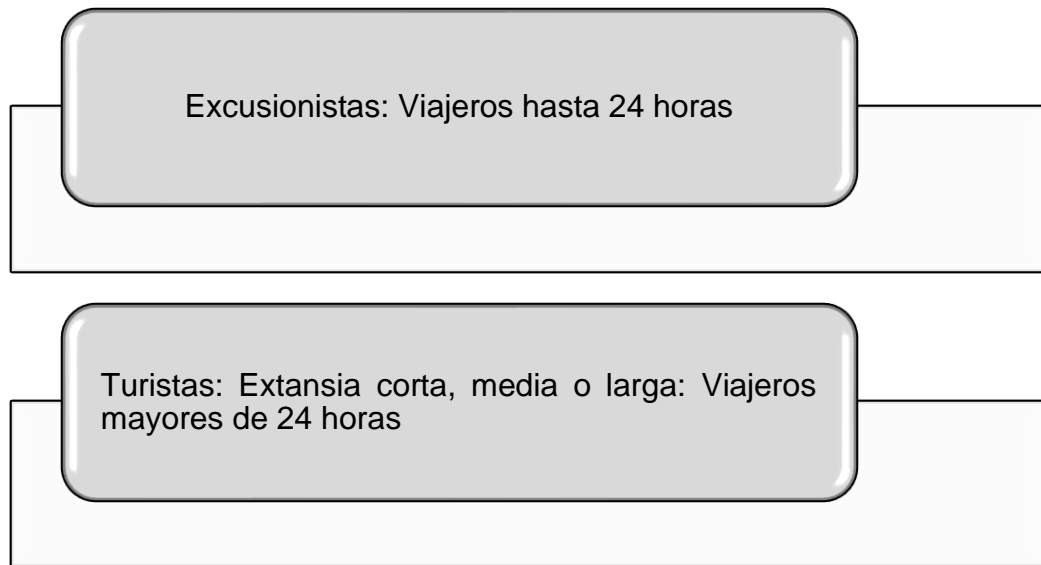 Excusionistas: Viajeros hasta 24 horas
Turistas: Extansia corta, media o larga: Viajeros
mayores de 24 horas